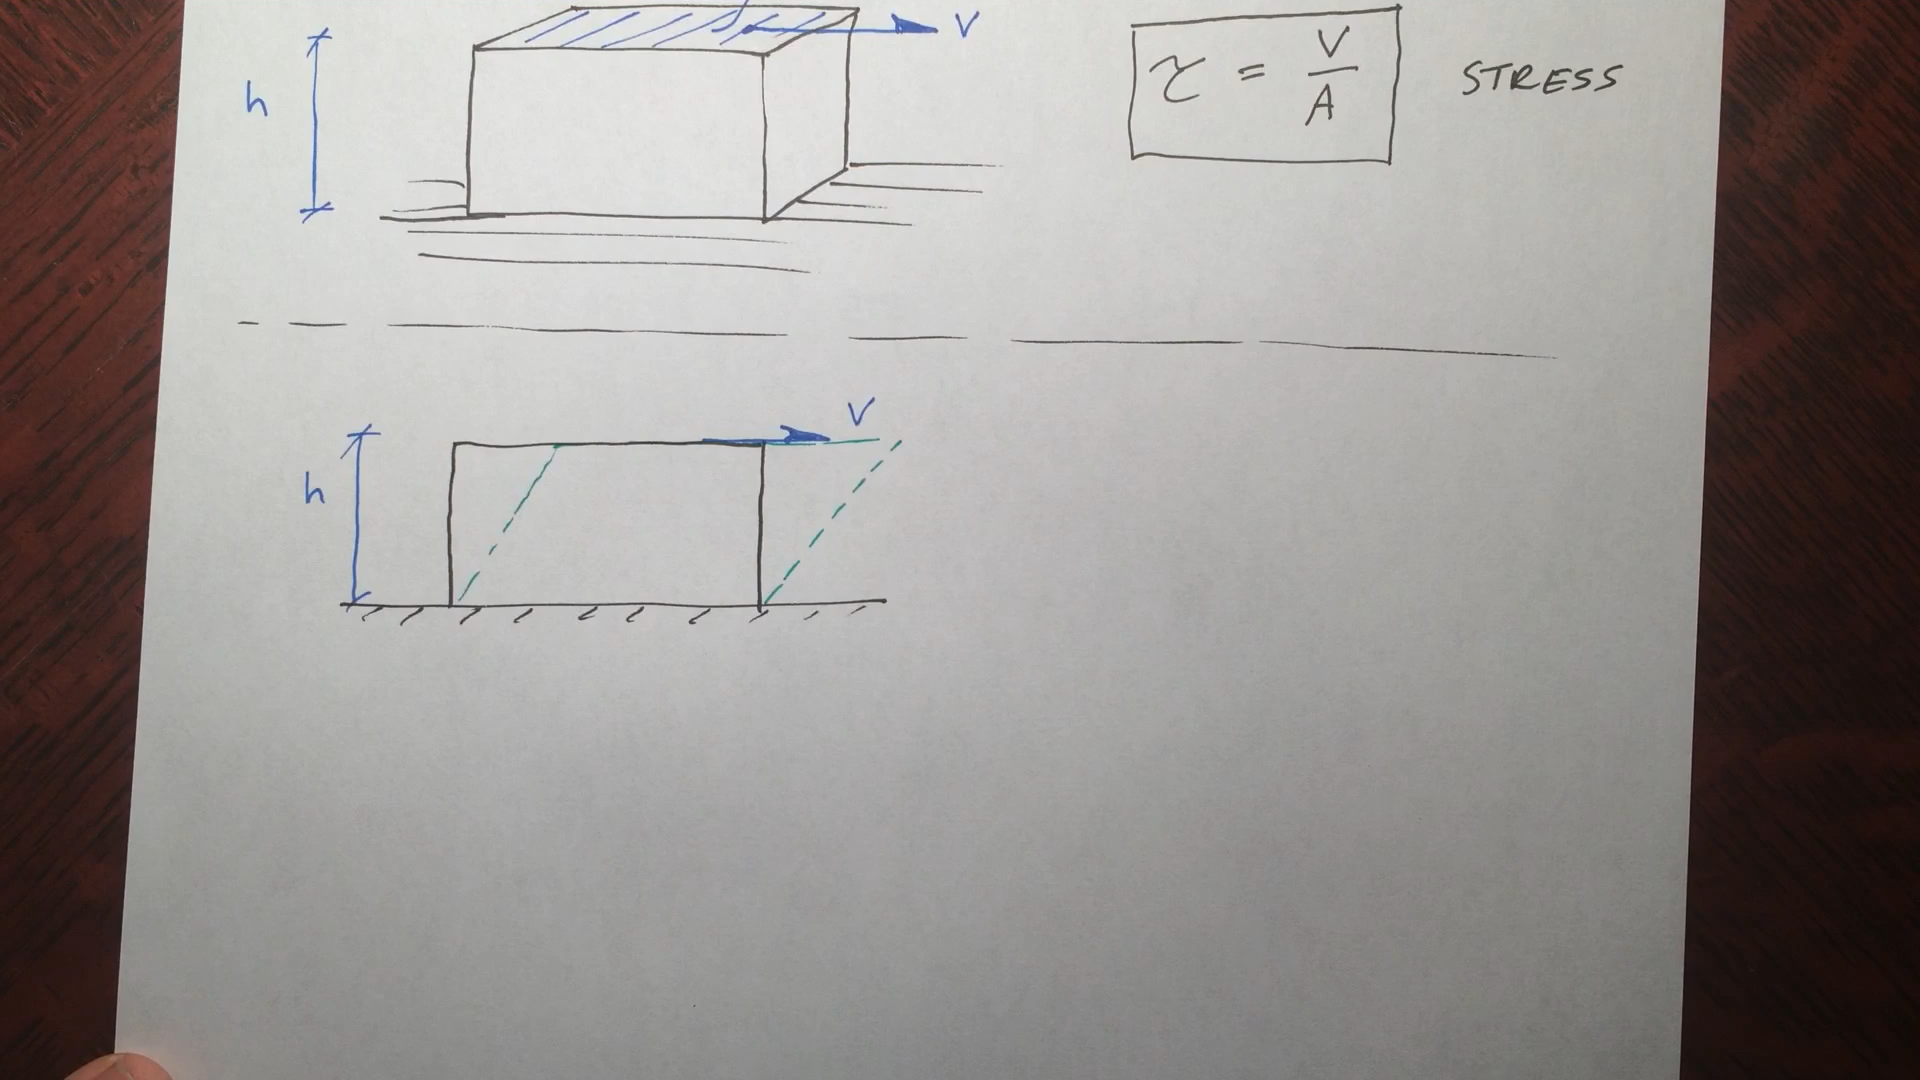 h
V
τ = V/A
STRESS
V
h